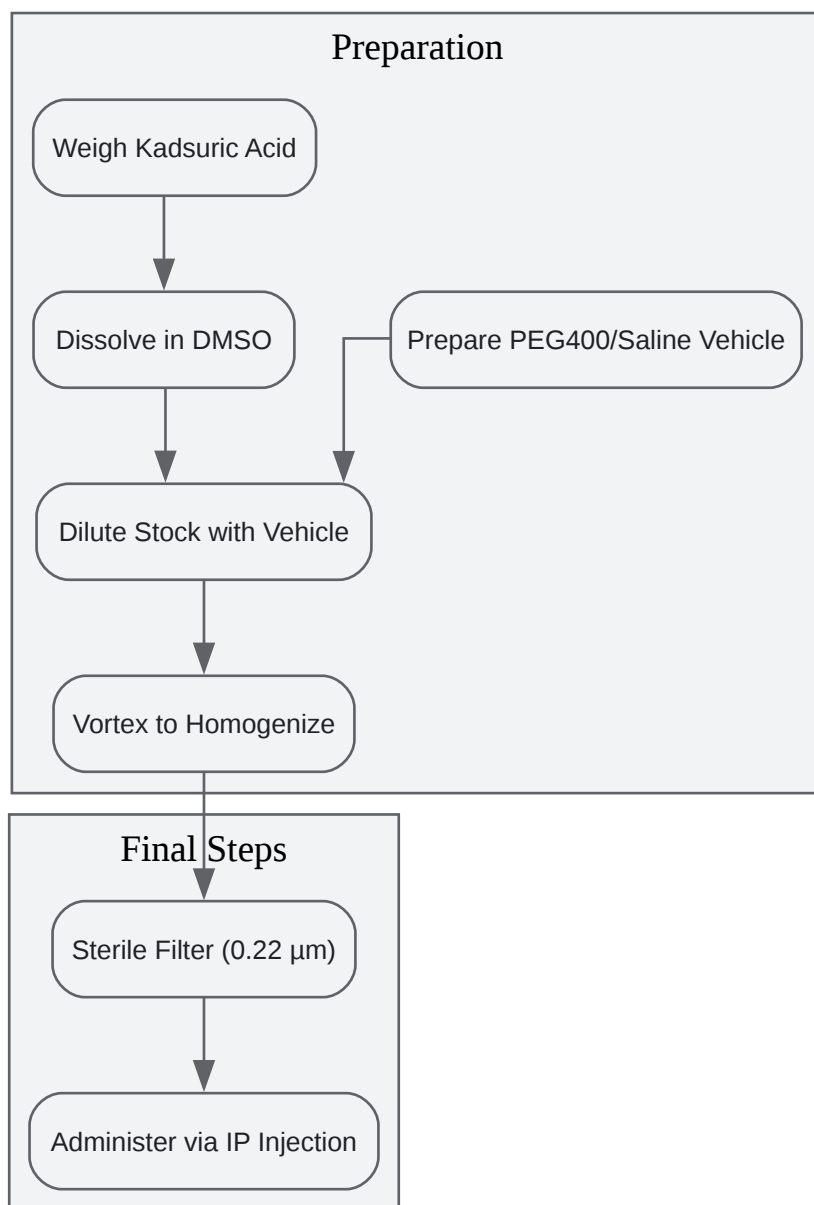 Preparation
Weigh Kadsuric Acid
Dissolve in DMSO
Prepare PEG400/Saline Vehicle
Dilute Stock with Vehicle
Vortex to Homogenize
Final Steps
Sterile Filter (0.22 µm)
Administer via IP Injection